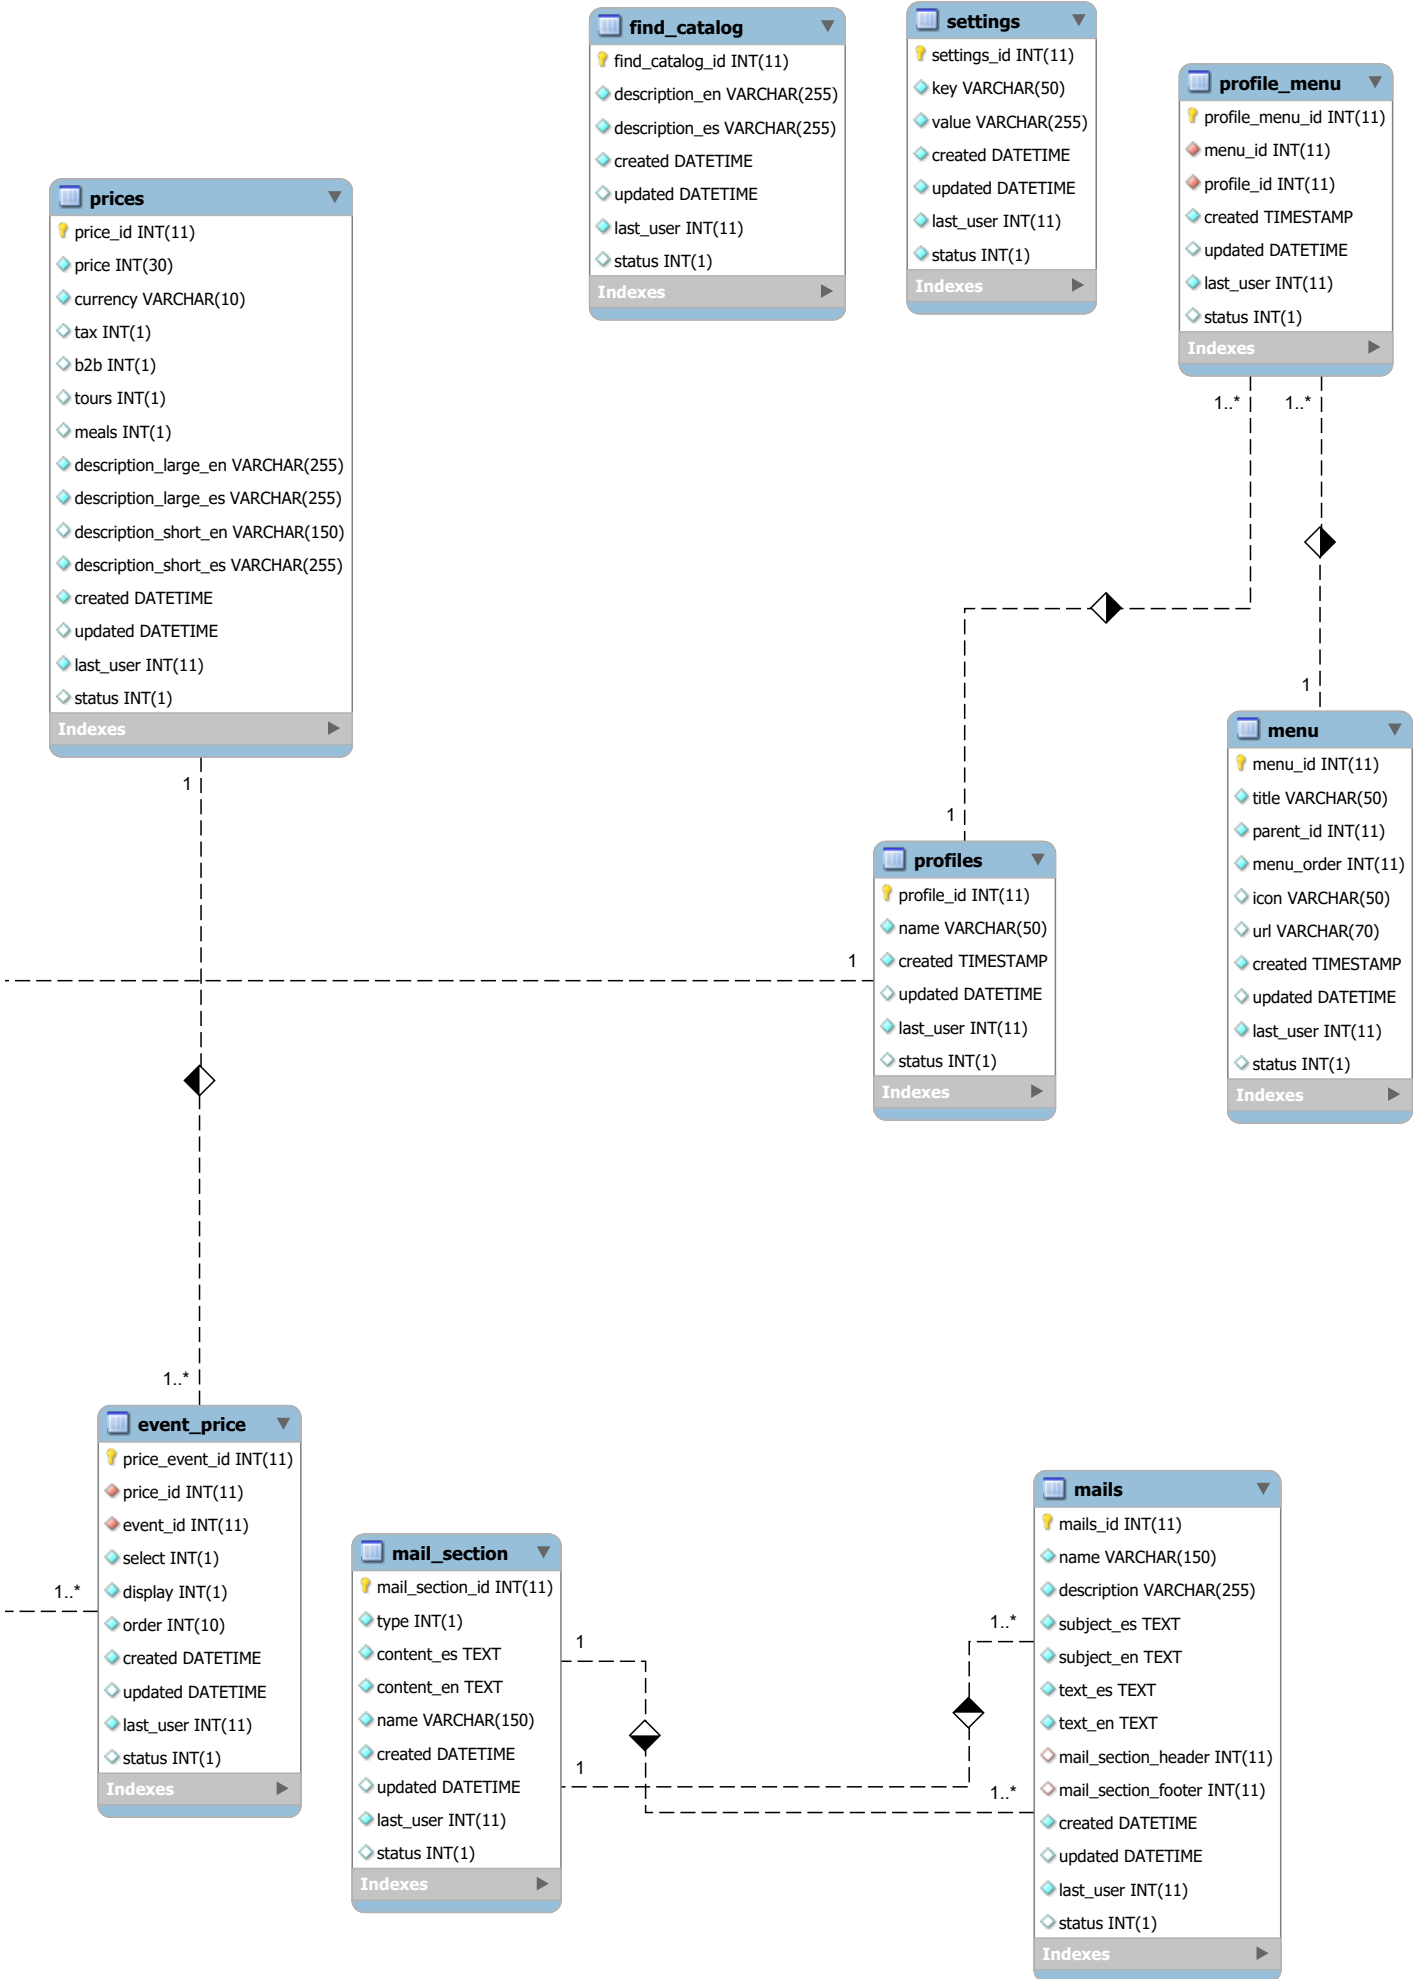 find_catalog
find_catalog_id INT(11)
description_en VARCHAR(255)
description_es VARCHAR(255)
created DATETIME
updated DATETIME
last_user INT(11)
status INT(1)
Indexes
settings
settings_id INT(11)
key VARCHAR(50)
value VARCHAR(255)
created DATETIME
updated DATETIME
last_user INT(11)
status INT(1)
Indexes
profile_menu
profile_menu_id INT(11)
menu_id INT(11)
profile_id INT(11)
created TIMESTAMP
updated DATETIME
last_user INT(11)
status INT(1)
Indexes
1..*
1..*
prices
price_id INT(11)
price INT(30)
currency VARCHAR(10)
tax INT(1)
b2b INT(1)
tours INT(1)
meals INT(1)
description_large_en VARCHAR(255)
description_large_es VARCHAR(255)
description_short_en VARCHAR(150)
description_short_es VARCHAR(255)
created DATETIME
updated DATETIME
last_user INT(11)
status INT(1)
Indexes
1
1
menu
menu_id INT(11)
title VARCHAR(50)
parent_id INT(11)
menu_order INT(11)
icon VARCHAR(50)
url VARCHAR(70)
created TIMESTAMP
updated DATETIME
last_user INT(11)
status INT(1)
Indexes
1
profiles
profile_id INT(11)
name VARCHAR(50)
created TIMESTAMP
updated DATETIME
last_user INT(11)
status INT(1)
Indexes
1
1..*
event_price
price_event_id INT(11)
price_id INT(11)
event_id INT(11)
select INT(1)
display INT(1)
order INT(10)
created DATETIME
updated DATETIME
last_user INT(11)
status INT(1)
Indexes
1..*
mail_section
mail_section_id INT(11)
type INT(1)
content_es TEXT
content_en TEXT
name VARCHAR(150)
created DATETIME
updated DATETIME
last_user INT(11)
status INT(1)
Indexes
1
1
1..*
1..*
mails
mails_id INT(11)
name VARCHAR(150)
description VARCHAR(255)
subject_es TEXT
subject_en TEXT
text_es TEXT
text_en TEXT
mail_section_header INT(11)
mail_section_footer INT(11)
created DATETIME
updated DATETIME
last_user INT(11)
status INT(1)
Indexes